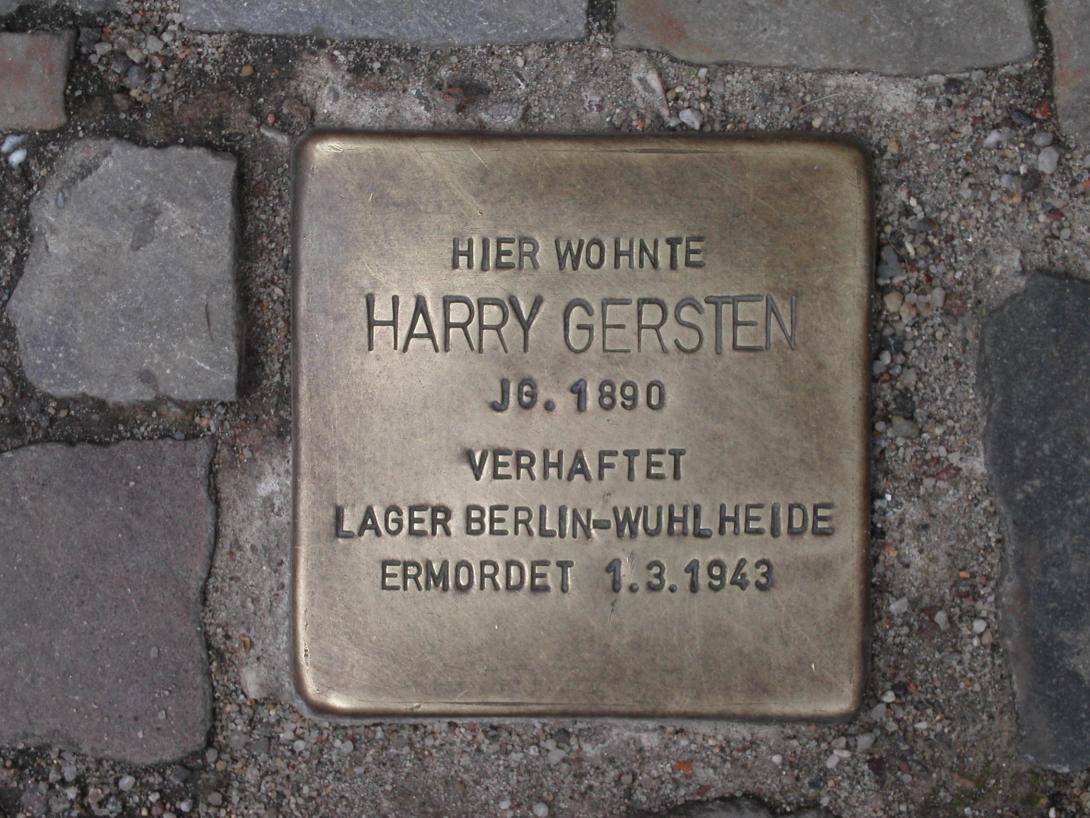 HIER WOHNTE
HARRY GERSTEN
JG. 1890
VERHAFTET
LAGER BERLIN-WUHLHEIDE
ERMORDET 1.3.1943